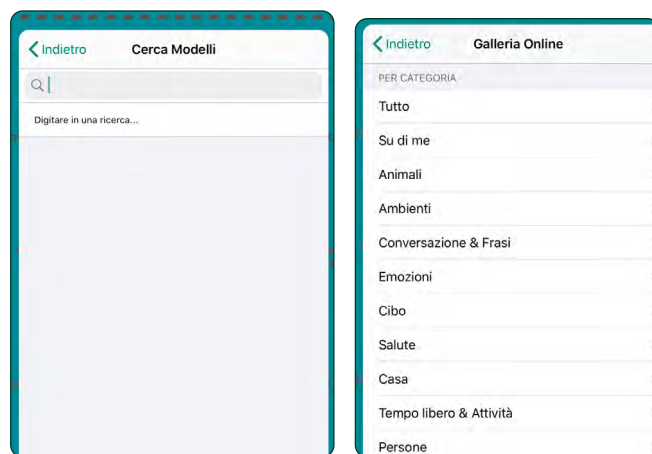 Indietro
Cerca Modelli
Digitare in una ricerca...
Indietro
Galleria Online
PER CATEGORIA
Tutto
Su di me
Animali
Ambienti
Conversazione & Frasi
Emozioni
Cibo
Salute
Casa
Tempo libero & Attività
Persone